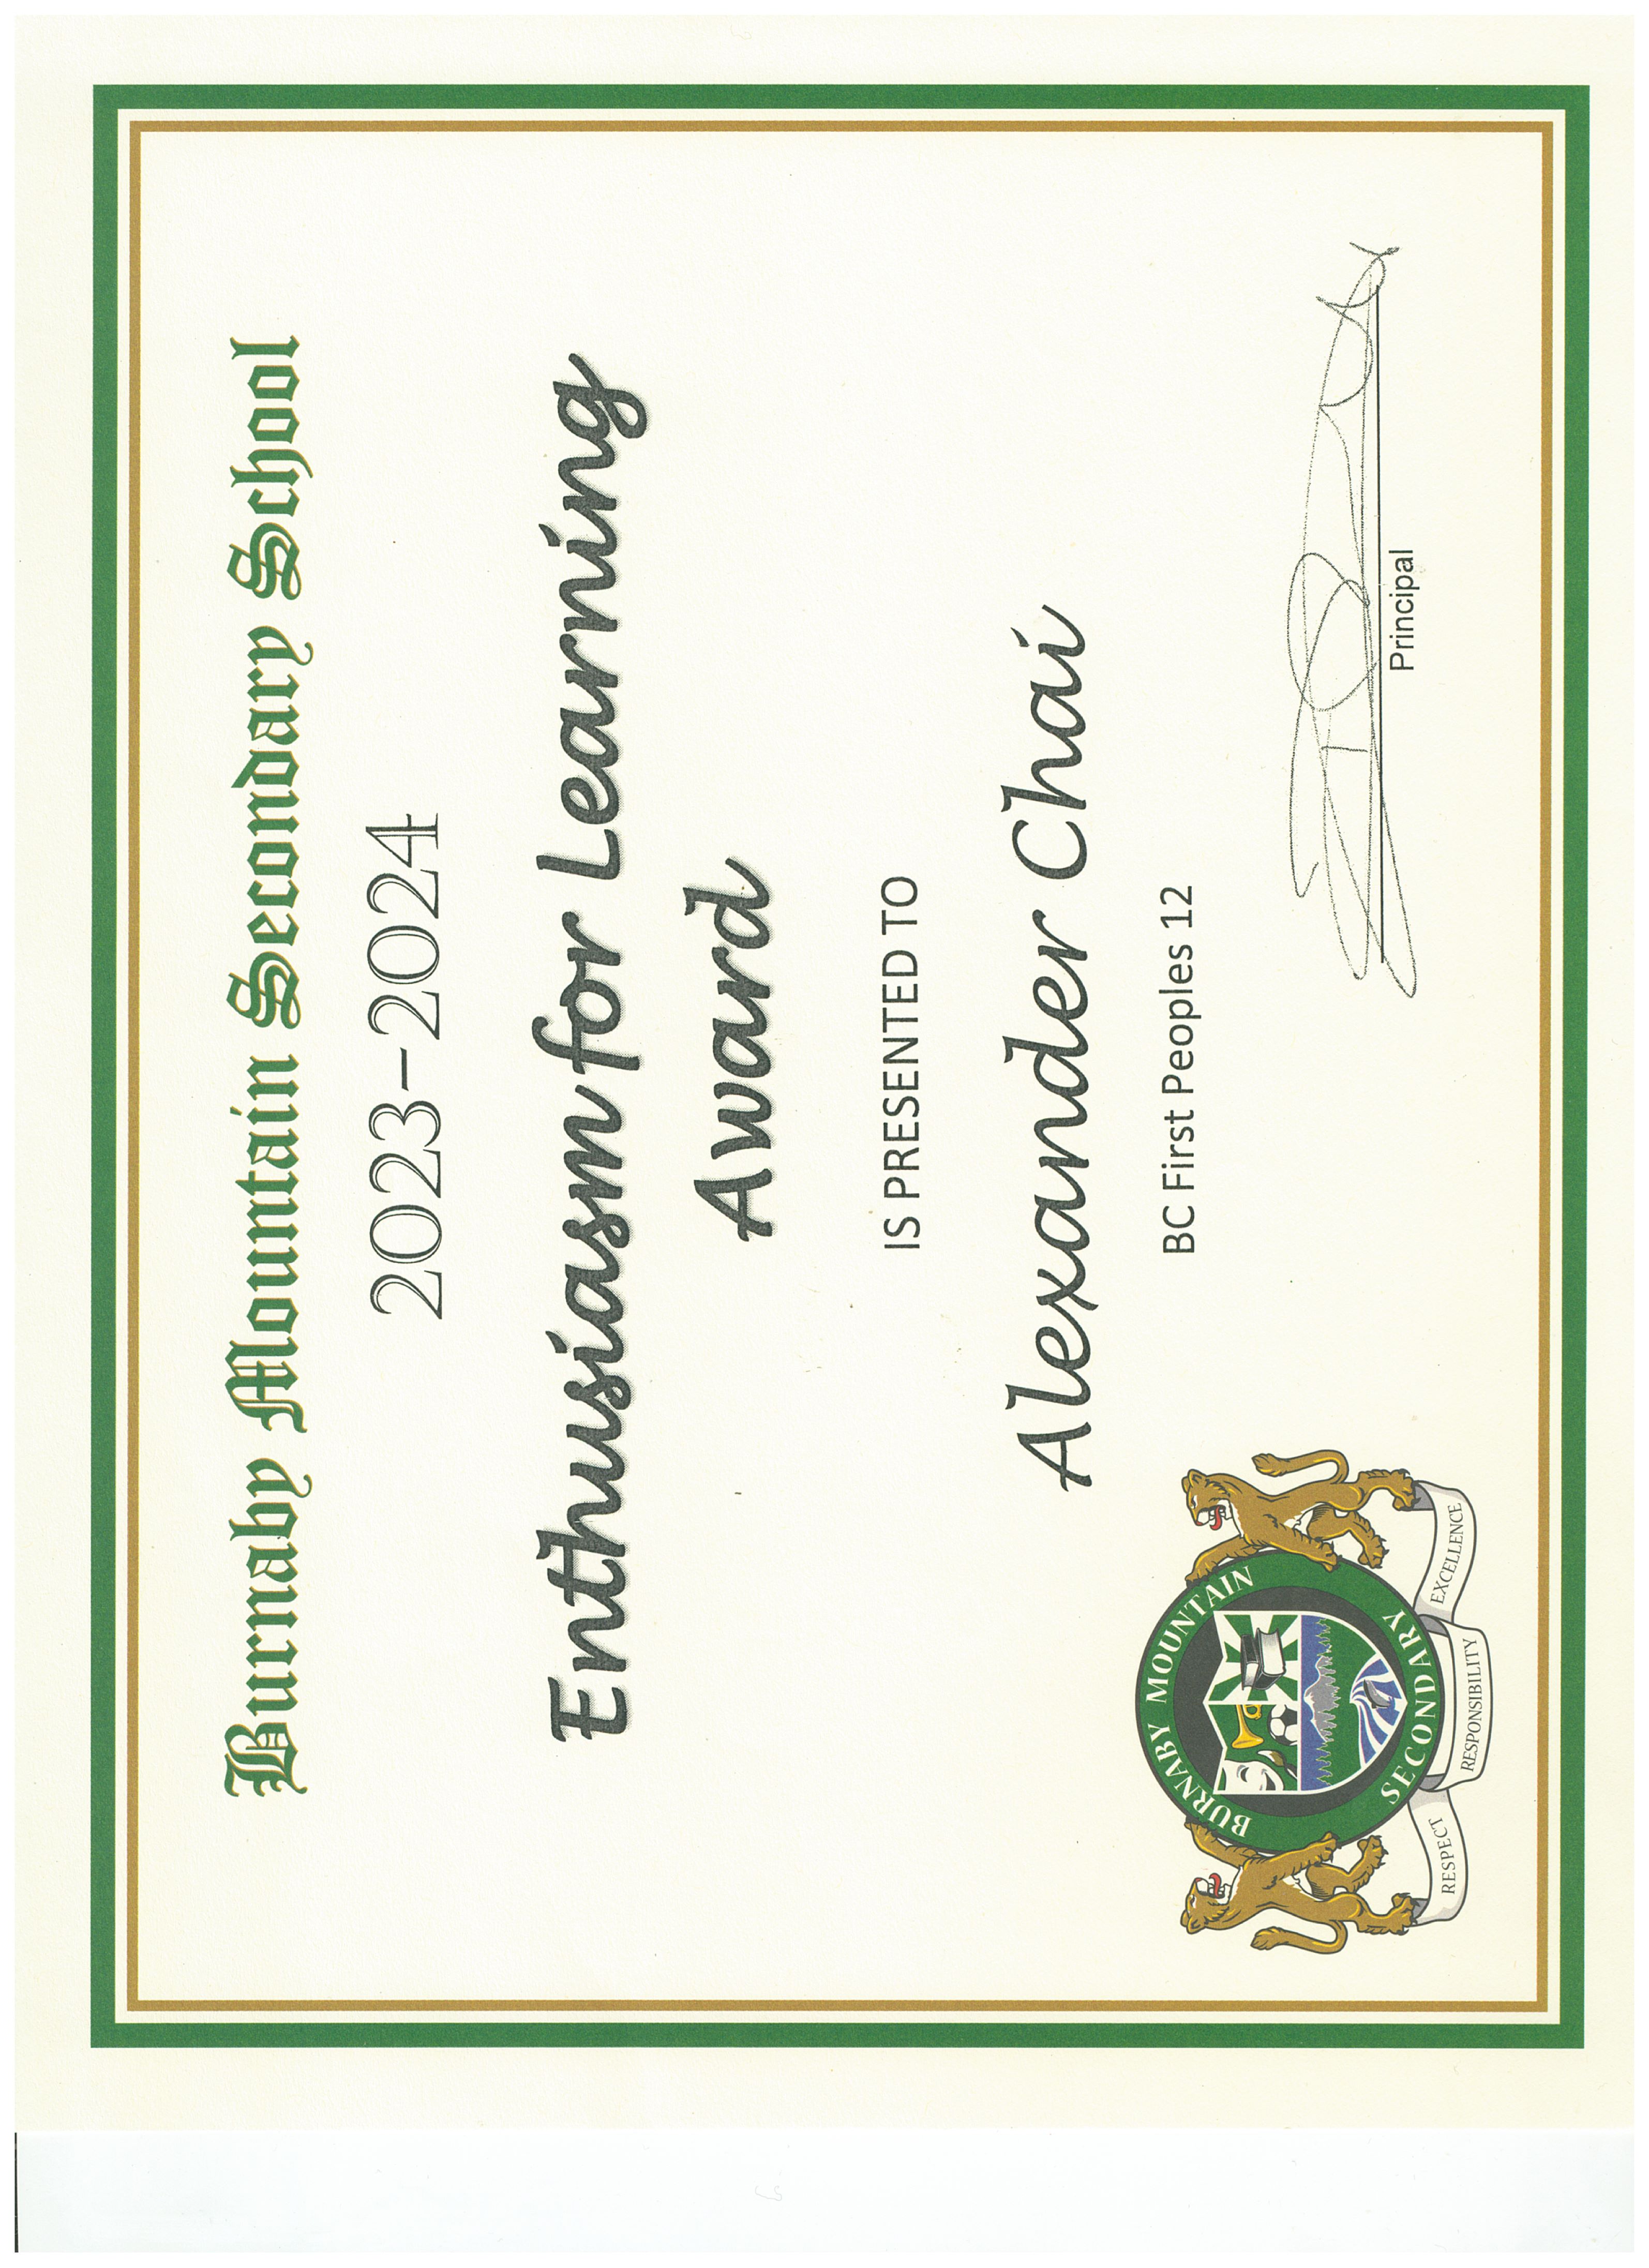 Burnaby Mountain Secondary School
2023-2024
Enthusiasm for Learning
Award
IS PRESENTED TO
Alexander Chai
BC First Peoples 12
BURNABY MOUNTAIN
SECONDARY
RESPECT
RESPONSIBILITY
EXCELLENCE
Principal